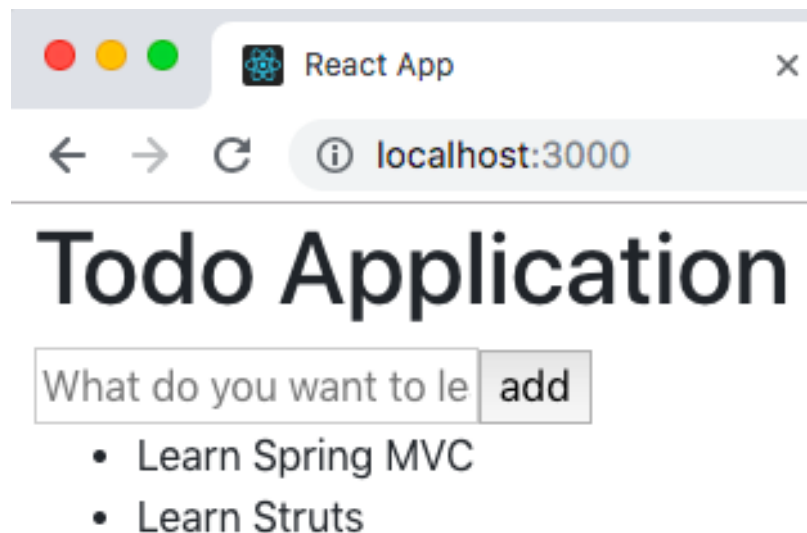 React App
localhost:3000
Todo Application
What do you want to le add
Learn Spring MVC
Learn Struts